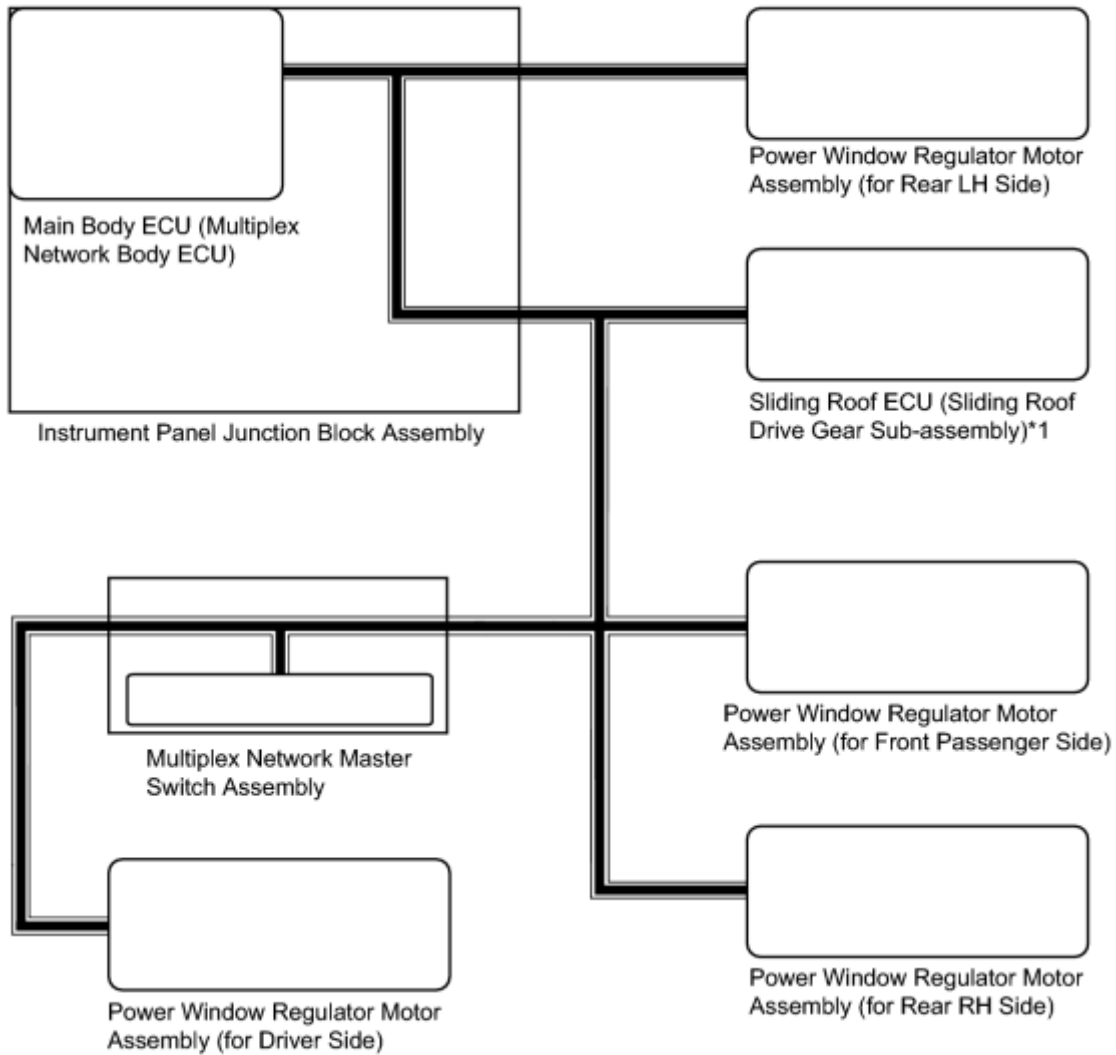 Power Window Regulator Motor
Assembly (for Rear LH Side)
Main Body ECU (Multiplex
Network Body ECU)
Sliding Roof ECU (Sliding Roof
Drive Gear Sub-assembly)*1
Instrument Panel Junction Block Assembly
Power Window Regulator Motor
Assembly (for Front Passenger Side)
Multiplex Network Master
Switch Assembly
Power Window Regulator Motor
Assembly (for Rear RH Side)
Power Window Regulator Motor
Assembly (for Driver Side)